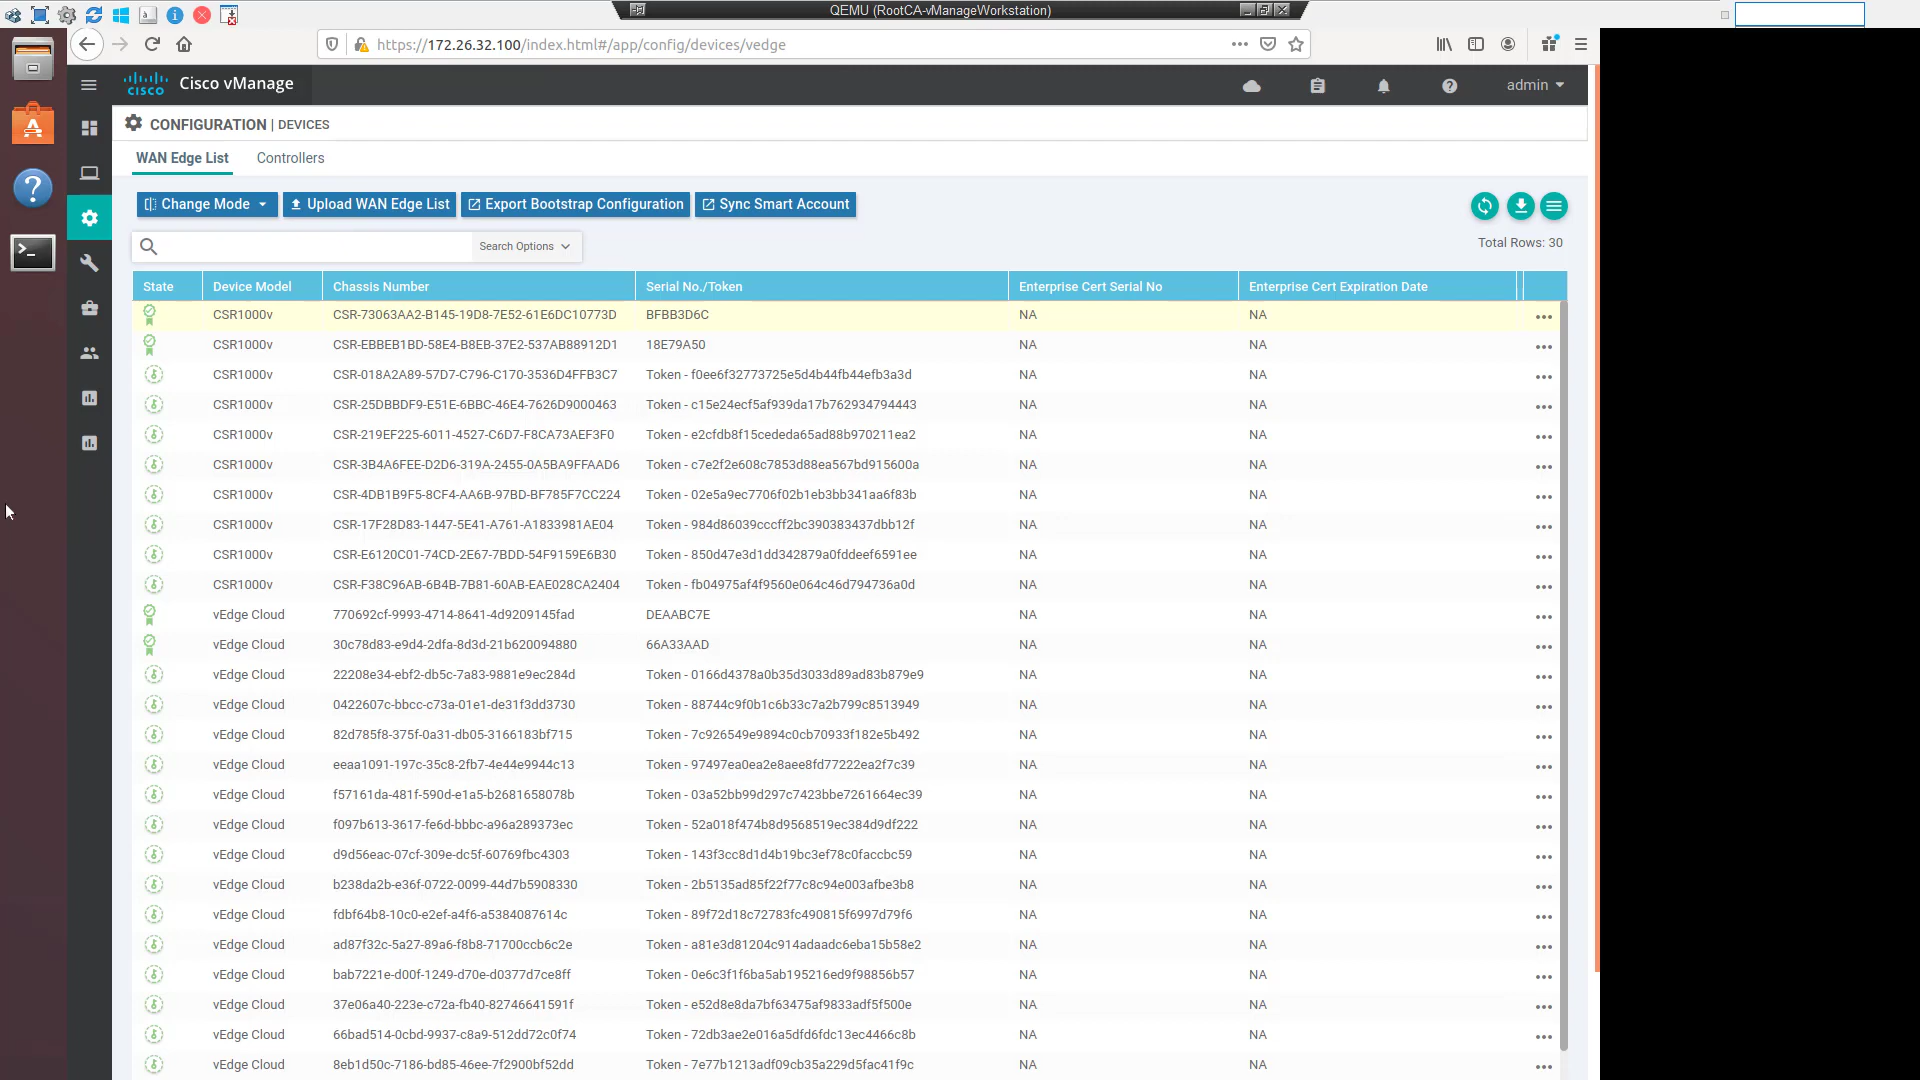 QEMU (RootCA-vManageWorkstation)
https://172.26.32.100/index.html#/app/config/devices/vedge
cisco Cisco vManage
admin
CONFIGURATION | DEVICES
WAN Edge List Controllers
Change Mode Upload WAN Edge List Export Bootstrap Configuration Sync Smart Account
Search Options
Total Rows: 30
State Device Model Chassis Number Serial No./Token Enterprise Cert Serial No Enterprise Cert Expiration Date
CSR1000v CSR-73063AA2-B145-19D8-7E52-61E6DC10773D BFBB3D6C NA NA
CSR1000v CSR-EBBEB1BD-58E4-B8EB-37E2-537AB88912D1 18E79A50 NA NA
CSR1000v CSR-018A2A89-57D7-C796-C170-3536D4FFB3C7 Token - f0ee6f32773725e5d4b44fb44efb3a3d NA NA
CSR1000v CSR-25DBBDF9-E51E-6BBC-46E4-7626D9000463 Token - c15e24ecf5af939da17b762934794443 NA NA
CSR1000v CSR-219EF225-6011-4527-C6D7-F8CA73AEF3F0 Token - e2cfdb8f15cededa65ad88b970211ea2 NA NA
CSR1000v CSR-3B4A6FEE-D2D6-319A-2455-0A5BA9FFAAD6 Token - c7e2f2e608c7853d88ea567bd915600a NA NA
CSR1000v CSR-4DB1B9F5-8CF4-AA6B-97BD-BF785F7CC224 Token - 02e5a9ec7706f02b1eb3bb341aa6f83b NA NA
CSR1000v CSR-17F28D83-1447-5E41-A761-A1833981AE04 Token - 984d86039cccff2bc390383437dbb12f NA NA
CSR1000v CSR-E6120C01-74CD-2E67-7BDD-54F9159E6B30 Token - 850d47e3d1dd342879a0fddeef6591ee NA NA
CSR1000v CSR-F38C96AB-6B4B-7B81-60AB-EAE028CA2404 Token - fb04975af4f9560e064c46d794736a0d NA NA
vEdge Cloud 770692cf-9993-4714-8641-4d9209145fad DEAABC7E NA NA
vEdge Cloud 30c78d83-e9d4-2dfa-8d3d-21b620094880 66A33AAD NA NA
vEdge Cloud 22208e34-ebf2-db5c-7a83-9881e9ec284d Token - 0166d4378a0b35d3033d89ad83b879e9 NA NA
vEdge Cloud 0422607c-bbcc-c73a-01e1-de31f3dd3730 Token - 88744c9f0b1c6b33c7a2b799c8513949 NA NA
vEdge Cloud 82d785f8-375f-0a31-db05-3166183bf715 Token - 7c926549e9894c0cb70933f182e5b492 NA NA
vEdge Cloud eeaa1091-197c-35c8-2fb7-4e44e9944c13 Token - 97497ea0ea2e8aee8fd77222ea2f7c39 NA NA
vEdge Cloud f57161da-481f-590d-e1a5-b2681658078b Token - 03a52bb99d297c7423bbe7261664ec39 NA NA
vEdge Cloud f097b613-3617-fe6d-bbbc-a96a289373ec Token - 52a018f474b8d9568519ec384d9df222 NA NA
vEdge Cloud d9d56eac-07cf-309e-dc5f-60769fbc4303 Token - 143f3cc8d1d4b19bc3ef78c0faccbc59 NA NA
vEdge Cloud b238da2b-e36f-0722-0099-44d7b5908330 Token - 2b5135ad85f22f77c8c94e003afbe3b8 NA NA
vEdge Cloud fdbf64b8-10c0-e2ef-a4f6-a5384087614c Token - 89f72d18c72783fc490815f6997d79f6 NA NA
vEdge Cloud ad87f32c-5a27-89a6-f8b8-71700ccb6c2e Token - a81e3d81204c914adaadc6eba15b58e2 NA NA
vEdge Cloud bab7221e-d00f-1249-d70e-d0377d7ce8ff Token - 0e6c3f1f6ba5ab195216ed9f98856b57 NA NA
vEdge Cloud 37e06a40-223e-c72a-fb40-82746641591f Token - e52d8e8da7bf63475af9833adf5f500e NA NA
vEdge Cloud 66bad514-0cbd-9937-c8a9-512dd72c0f74 Token - 72db3ae2e016a5dfd6fdc13ec4466c8b NA NA
vEdge Cloud 8eb1d50c-7186-bd85-46ee-7f2900bf52dd Token - 7e77b1213adf09cb35a229d5fac41f9c NA NA